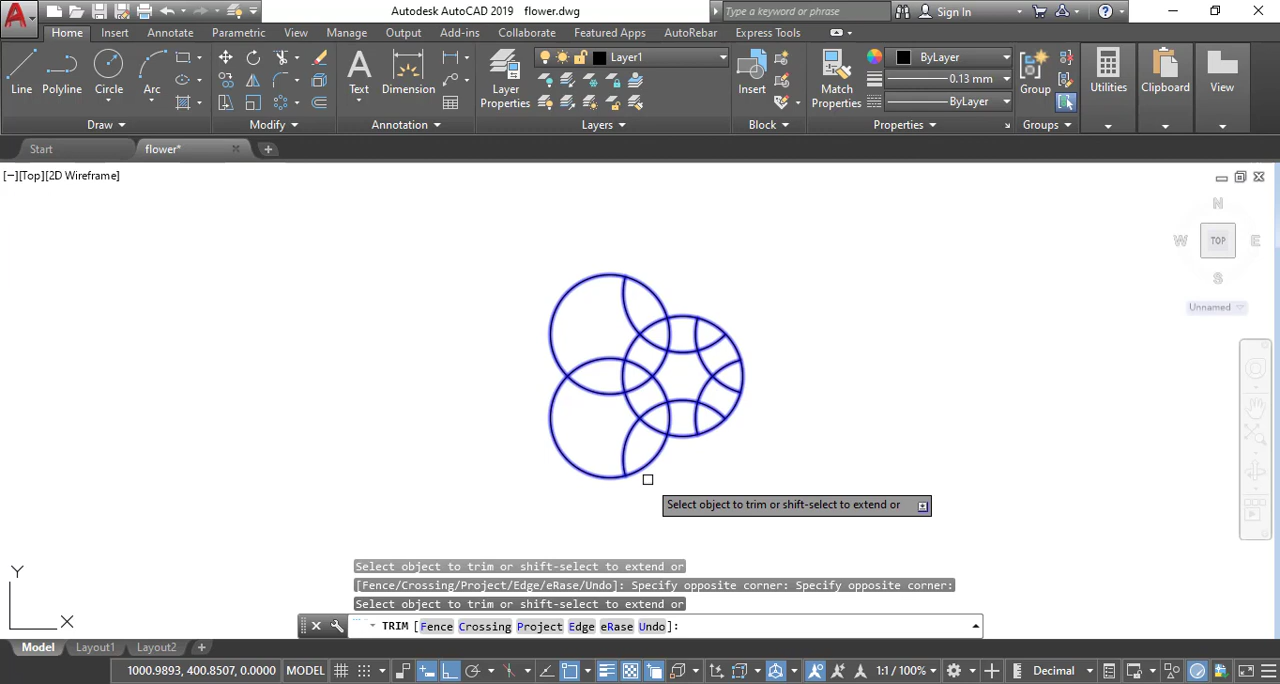 Autodesk AutoCAD 2019 flower.dwg
Type a keyword or phrase
Sign In
Home Insert Annotate Parametric View Manage Output Add-ins Collaborate Featured Apps AutoRebar Express Tools
Line Polyline Circle Arc
Text Dimension
Layer Properties
Layer1
Insert
Match Properties
ByLayer
0.13 mm
ByLayer
Group
Utilities
Clipboard
View
Draw Modify Annotation Layers Block Properties Groups
Start flower*
[−][Top][2D Wireframe]
N
W TOP E
S
Unnamed
Select object to trim or shift-select to extend or
Select object to trim or shift-select to extend or
[Fence/Crossing/Project/Edge/eRase/Undo]: Specify opposite corner: Specify opposite corner:
Select object to trim or shift-select to extend or
TRIM [Fence Crossing Project Edge eRase Undo]:
Y
X
Model Layout1 Layout2
1000.9893, 400.8507, 0.0000 MODEL
1:1 / 100%
Decimal